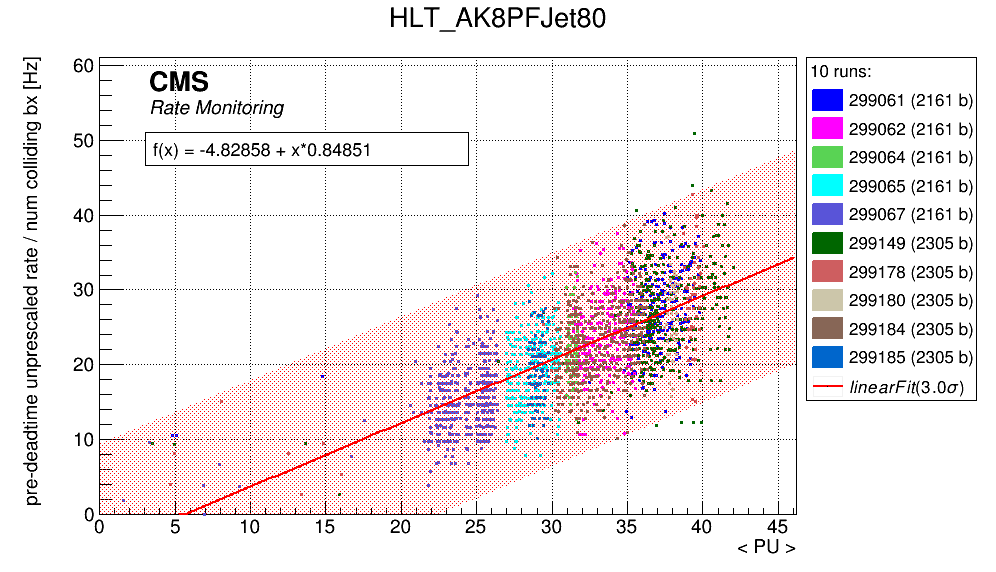 HLT_AK8PFJet80
pre-deadtime unprescaled rate / num colliding bx [Hz]
60
50
40
30
20
10
0
CMS
Rate Monitoring
f(x) = -4.82858 + x*0.84851
0 5 10 15 20 25 30 35 40 45
< PU >
10 runs:
299061 (2161 b)
299062 (2161 b)
299064 (2161 b)
299065 (2161 b)
299067 (2161 b)
299149 (2305 b)
299178 (2305 b)
299180 (2305 b)
299184 (2305 b)
299185 (2305 b)
linearFit(3.0σ)